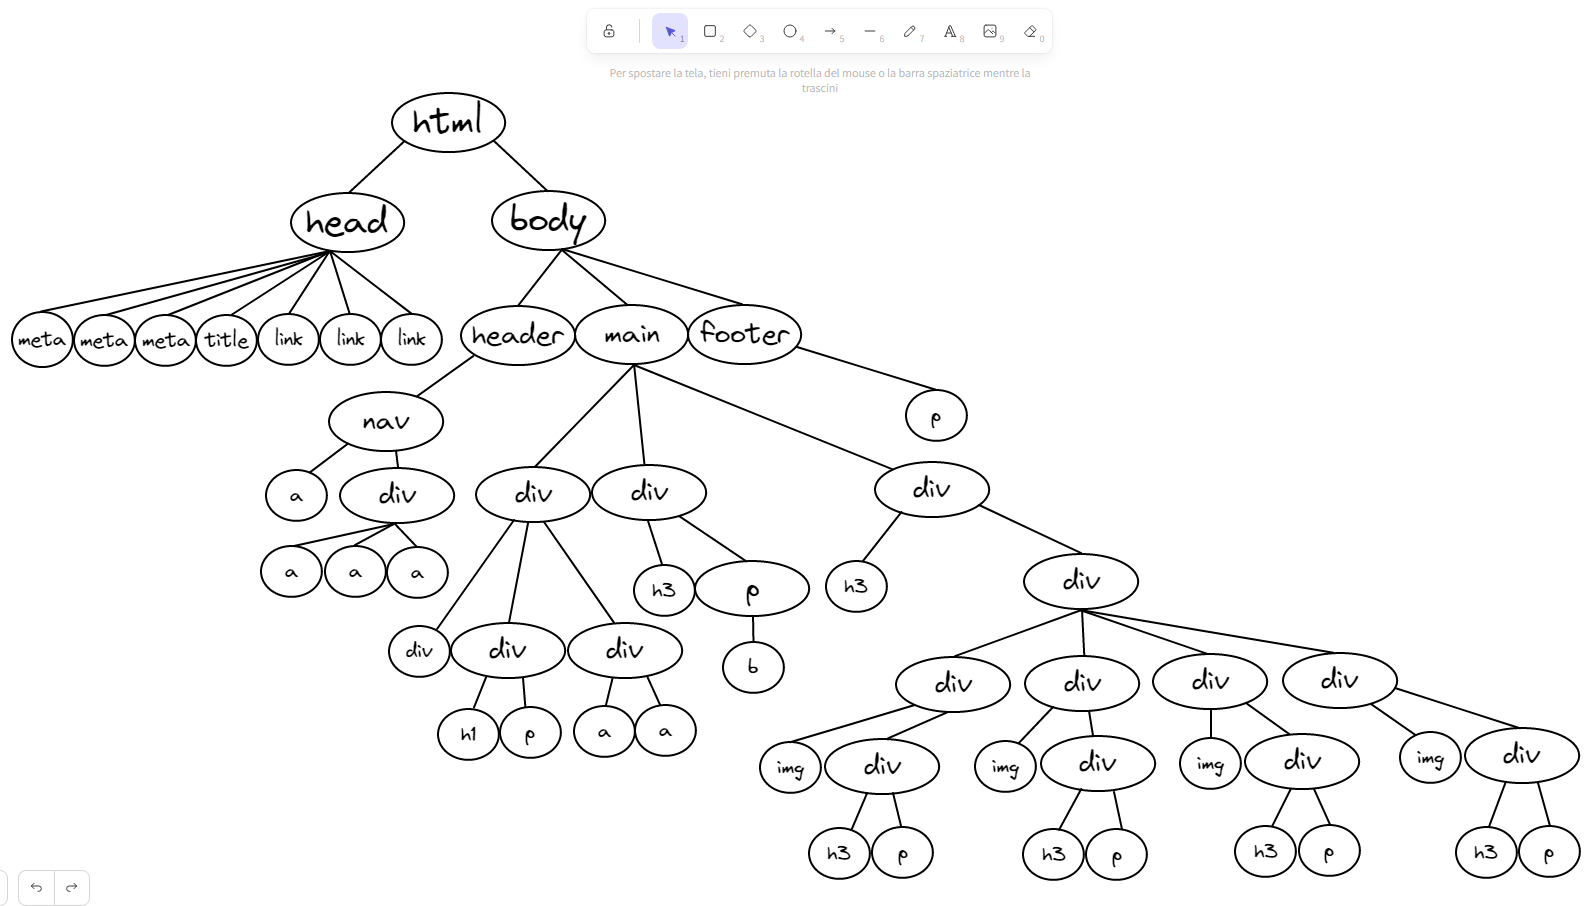 1
2
3
4
5
6
7
8
9
0
Per spostare la tela, tieni premuta la rotella del mouse o la barra spaziatrice mentre la
trascini
html
head
body
meta
meta
meta
title
link
link
link
header
main
footer
p
nav
a
div
div
div
div
a
a
a
h3
p
h3
div
div
div
div
b
div
div
div
div
h1
p
a
a
img
div
img
div
img
div
img
div
h3
p
h3
p
h3
p
h3
p